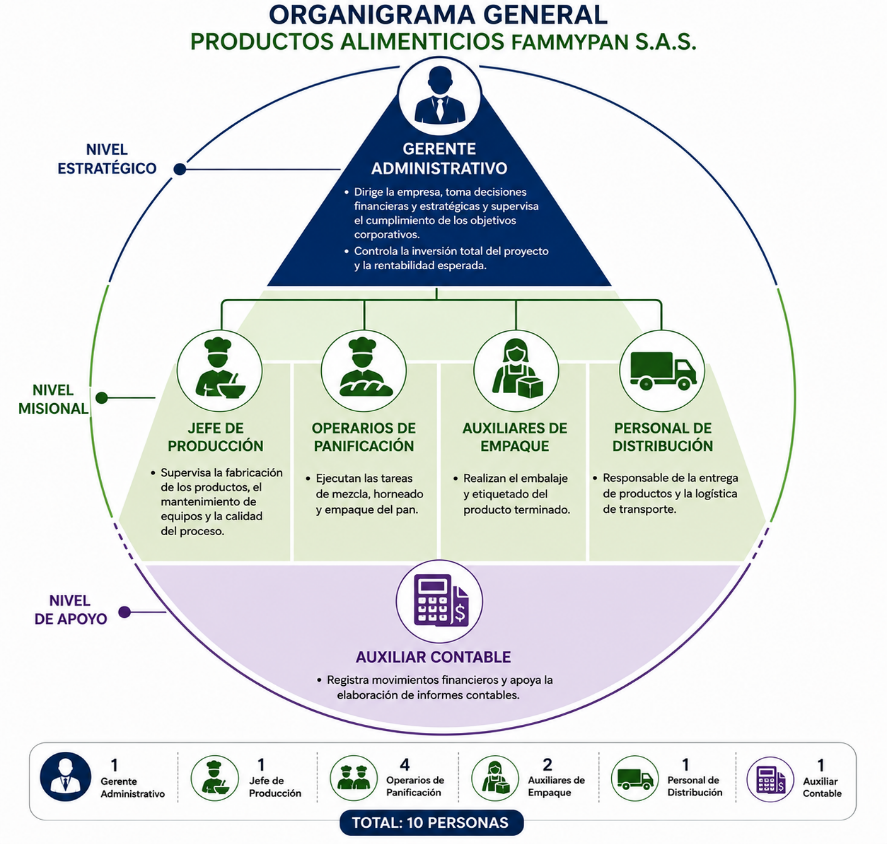 ORGANIGRAMA GENERAL
PRODUCTOS ALIMENTICIOS FAMMYPAN S.A.S.
NIVEL
ESTRATÉGICO
GERENTE
ADMINISTRATIVO
• Dirige la empresa, toma decisiones
financieras y estratégicas y supervisa
el cumplimiento de los objetivos
corporativos.
• Controla la inversión total del proyecto
y la rentabilidad esperada.
NIVEL
MISIONAL
JEFE DE
PRODUCCIÓN
• Supervisa la fabricación
de los productos, el
mantenimiento de
equipos y la calidad
del proceso.
OPERARIOS DE
PANIFICACIÓN
• Ejecutan las tareas
de mezcla, horneado
y empaque del pan.
AUXILIARES DE
EMPAQUE
• Realizan el embalaje
y etiquetado del
producto terminado.
PERSONAL DE
DISTRIBUCIÓN
• Responsable de la entrega
de productos y la logística
de transporte.
NIVEL
DE APOYO
$
AUXILIAR CONTABLE
• Registra movimientos financieros y apoya la
elaboración de informes contables.
1
Gerente
Administrativo
1
Jefe de
Producción
4
Operarios de
Panificación
2
Auxiliares de
Empaque
1
Personal de
Distribución
$
1
Auxiliar
Contable
TOTAL: 10 PERSONAS